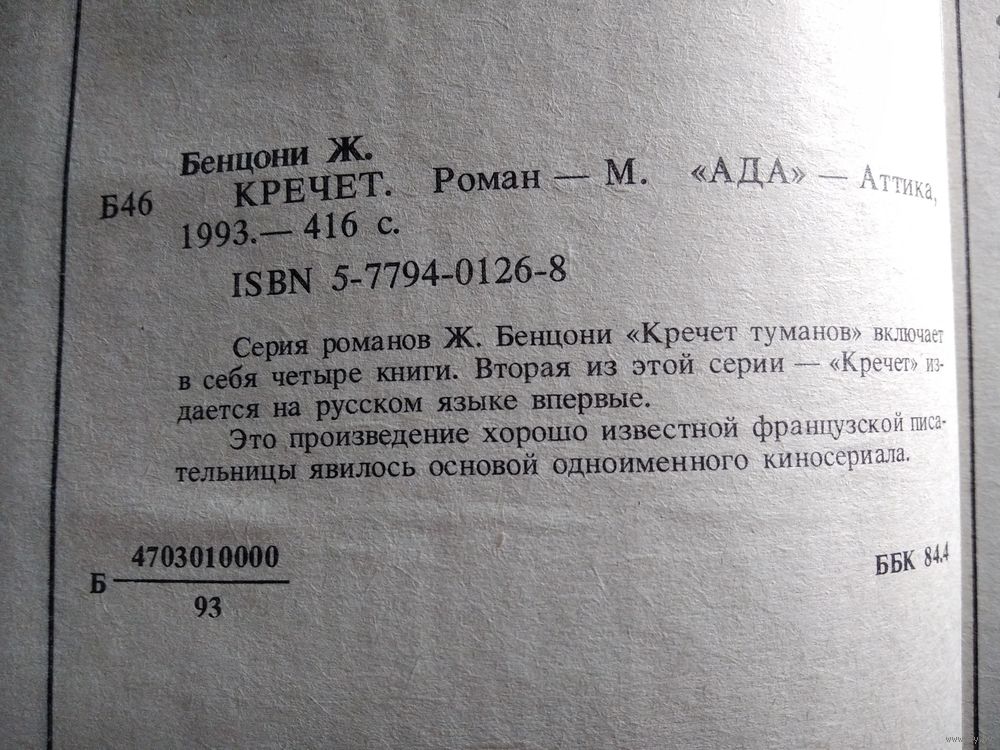 Бенцони Ж.
Б46 КРЕЧЕТ. Роман — М. «АДА» — Аттика,
1993.— 416 с.
ISBN 5-7794-0126-8
Серия романов Ж. Бенцони «Кречет туманов» включает
в себя четыре книги. Вторая из этой серии — «Кречет» из-
дается на русском языке впервые.
Это произведение хорошо известной французской писа-
тельницы явилось основой одноименного киносериала.
4703010000
Б
93
ББК 84.4